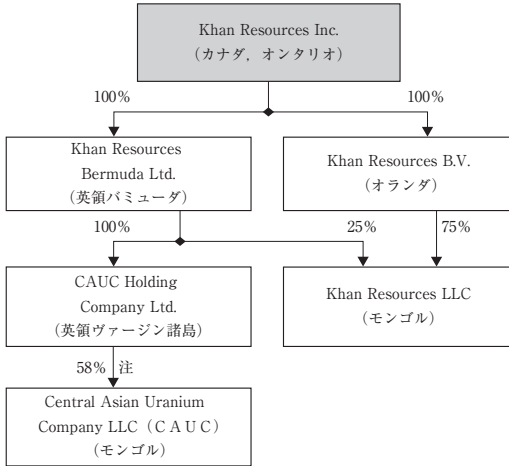 Khan Resources Inc.
（カナダ，オンタリオ）
100%
100%
Khan Resources
Bermuda Ltd.
（英領バミューダ）
Khan Resources B.V.
（オランダ）
100%
25%
75%
CAUC Holding
Company Ltd.
（英領ヴァージン諸島）
Khan Resources LLC
（モンゴル）
58% 注
Central Asian Uranium
Company LLC（ＣＡＵＣ）
（モンゴル）